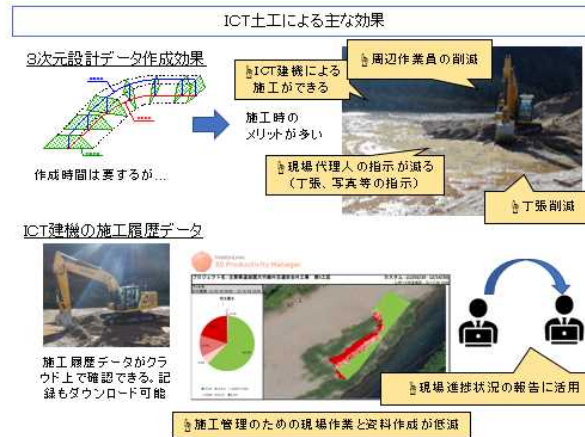 ICT土工による主な効果
3次元設計データ作成効果
作成時間は要するが…
施工時の
メリットが多い
ICT建機による
施工ができる
周辺作業員の削減
現場代理人の指示が減る
(丁張、写真等の指示)
丁張削減
ICT建機の施工履歴データ
施工履歴データがクラ
ウド上で確認できる。記
録もダウンロード可能
3D Productivity Manager
現場進捗状況の報告に活用
施工管理のための現場作業と資料作成が低減